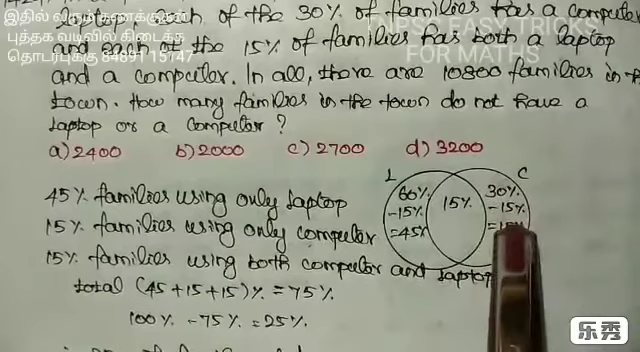 laptop each of the 30% of families has a computer
and each of the 15% of families has both a laptop
and a computer. In all, there are 10800 families in the
town. How many families in the town do not have a
laptop or a computer?
a) 2400 b) 2000 c) 2700 d) 3200
45% families using only laptop
15% families using only computer
15% families using both computer and laptop
total (45+15+15)% = 75%
100% - 75% = 25%
L C
60% 15% 30%
-15% -15%
=45%
இதில் வரும் கணக்குகள்
புத்தக வடிவில் கிடைக்க
தொடர்புக்கு 84891 15147
TNPSC EASY TRICKS
FOR MATHS
乐秀